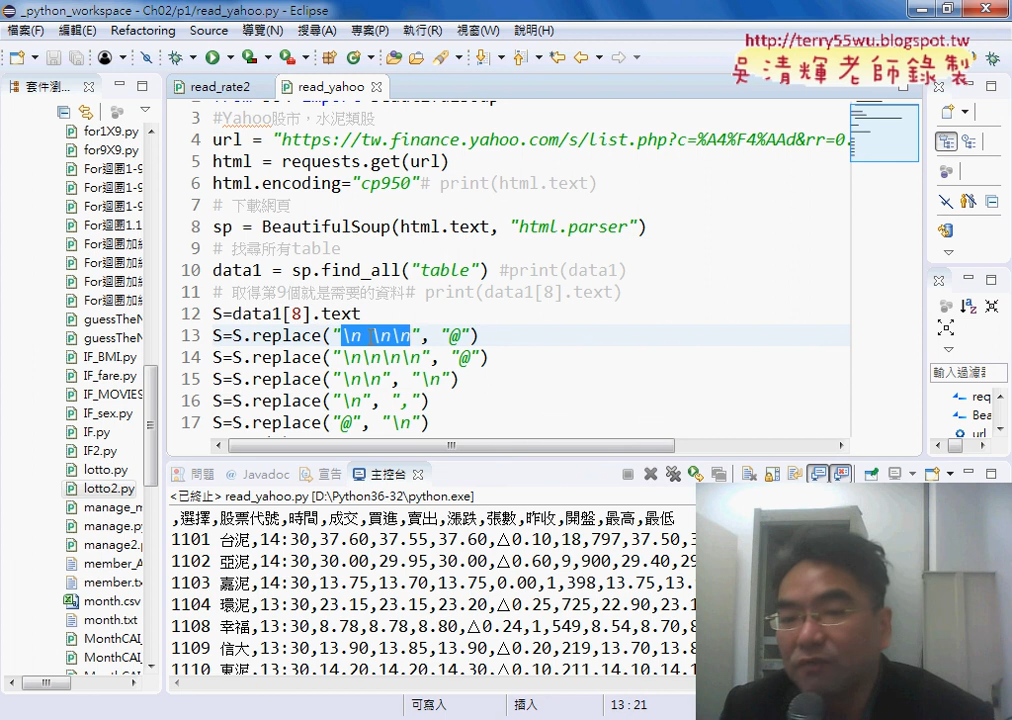 _python_workspace - Ch02/p1/read_yahoo.py - Eclipse
檔案(F) 編輯(E) Refactoring Source 導覽(N) 搜尋(A) 專案(P) 執行(R) 視窗(W) 說明(H)
http://terry55wu.blogspot.tw
吳清輝老師錄製
套件瀏...
read_rate2 read_yahoo
for1X9.py
for9X9.py
For迴圈1-9
For迴圈1-9
For迴圈1-9
For迴圈1.1
For迴圈加
For迴圈加
For迴圈加
For迴圈加
guessTheN
guessTheN
IF_BMI.py
IF_fare.py
IF_MOVIES
IF_sex.py
IF.py
IF2.py
lotto.py
lotto2.py
manage_m
manage.p
manage2.
member_A
member.tx
month.csv
month.txt
MonthCAI
MonthCAI
3 #Yahoo股市，水泥類股
4 url = "https://tw.finance.yahoo.com/s/list.php?c=%A4%F4%AAd&rr=0.
5 html = requests.get(url)
6 html.encoding="cp950"# print(html.text)
7 # 下載網頁
8 sp = BeautifulSoup(html.text, "html.parser")
9 # 找尋所有table
10 data1 = sp.find_all("table") #print(data1)
11 # 取得第9個就是需要的資料# print(data1[8].text)
12 S=data1[8].text
13 S=S.replace("\n \n\n", "@")
14 S=S.replace("\n\n\n\n", "@")
15 S=S.replace("\n\n", "\n")
16 S=S.replace("\n", ",")
17 S=S.replace("@", "\n")
輸入過濾
req
Bea
url
問題 @ Javadoc 宣告 主控台
<已終止> read_yahoo.py [D:\Python36-32\python.exe]
,選擇,股票代號,時間,成交,買進,賣出,漲跌,張數,昨收,開盤,最高,最低
1101 台泥,14:30,37.60,37.55,37.60,△0.10,18,797,37.50,
1102 亞泥,14:30,30.00,29.95,30.00,△0.60,9,900,29.40,29
1103 嘉泥,14:30,13.75,13.70,13.75,0.00,1,398,13.75,13.
1104 環泥,13:30,23.15,23.15,23.20,△0.25,725,22.90,23.1
1108 幸福,13:30,8.78,8.78,8.80,△0.24,1,549,8.54,8.70,8
1109 信大,13:30,13.90,13.85,13.90,△0.20,219,13.70,13.8
1110 東泥,13:30,14.20,14.20,14.30,△0.10,211,14.10,14.1
可寫入 插入 13 : 21